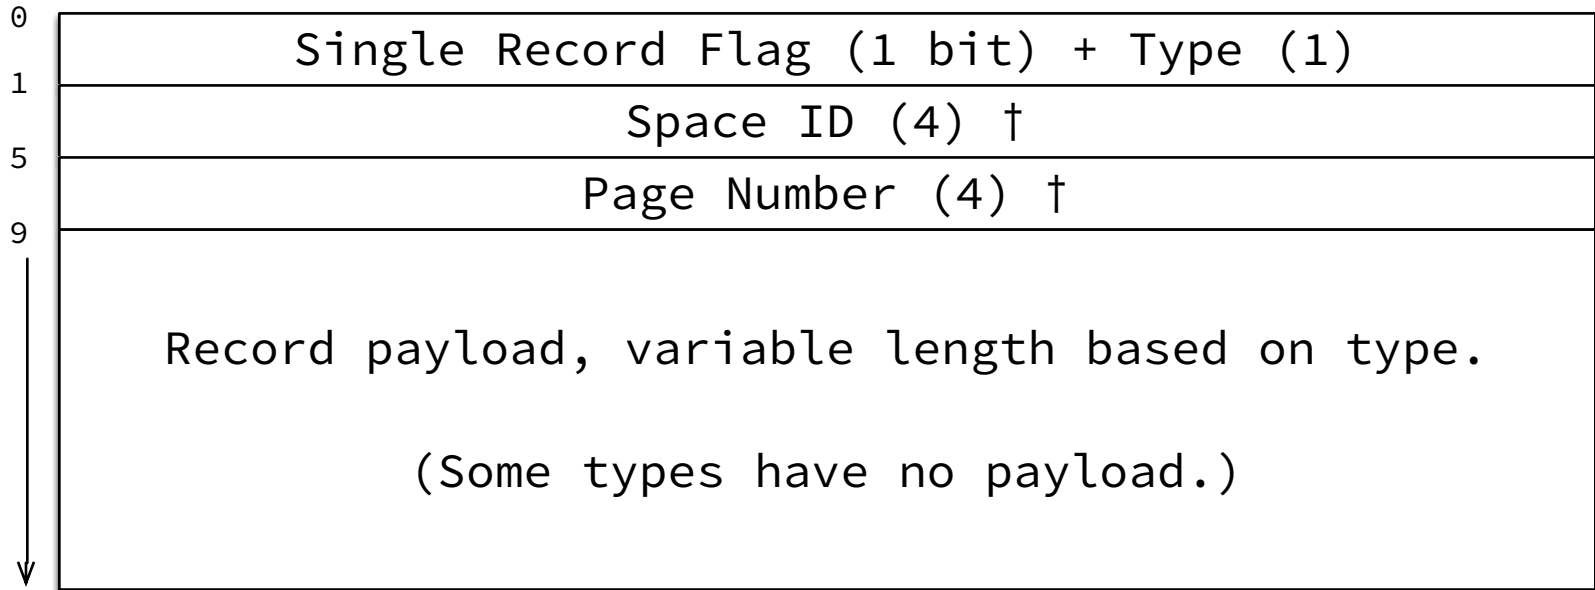 0
Single Record Flag (1 bit) + Type (1)
1
Space ID (4) †
5
Page Number (4) †
9
Record payload, variable length based on type.
(Some types have no payload.)